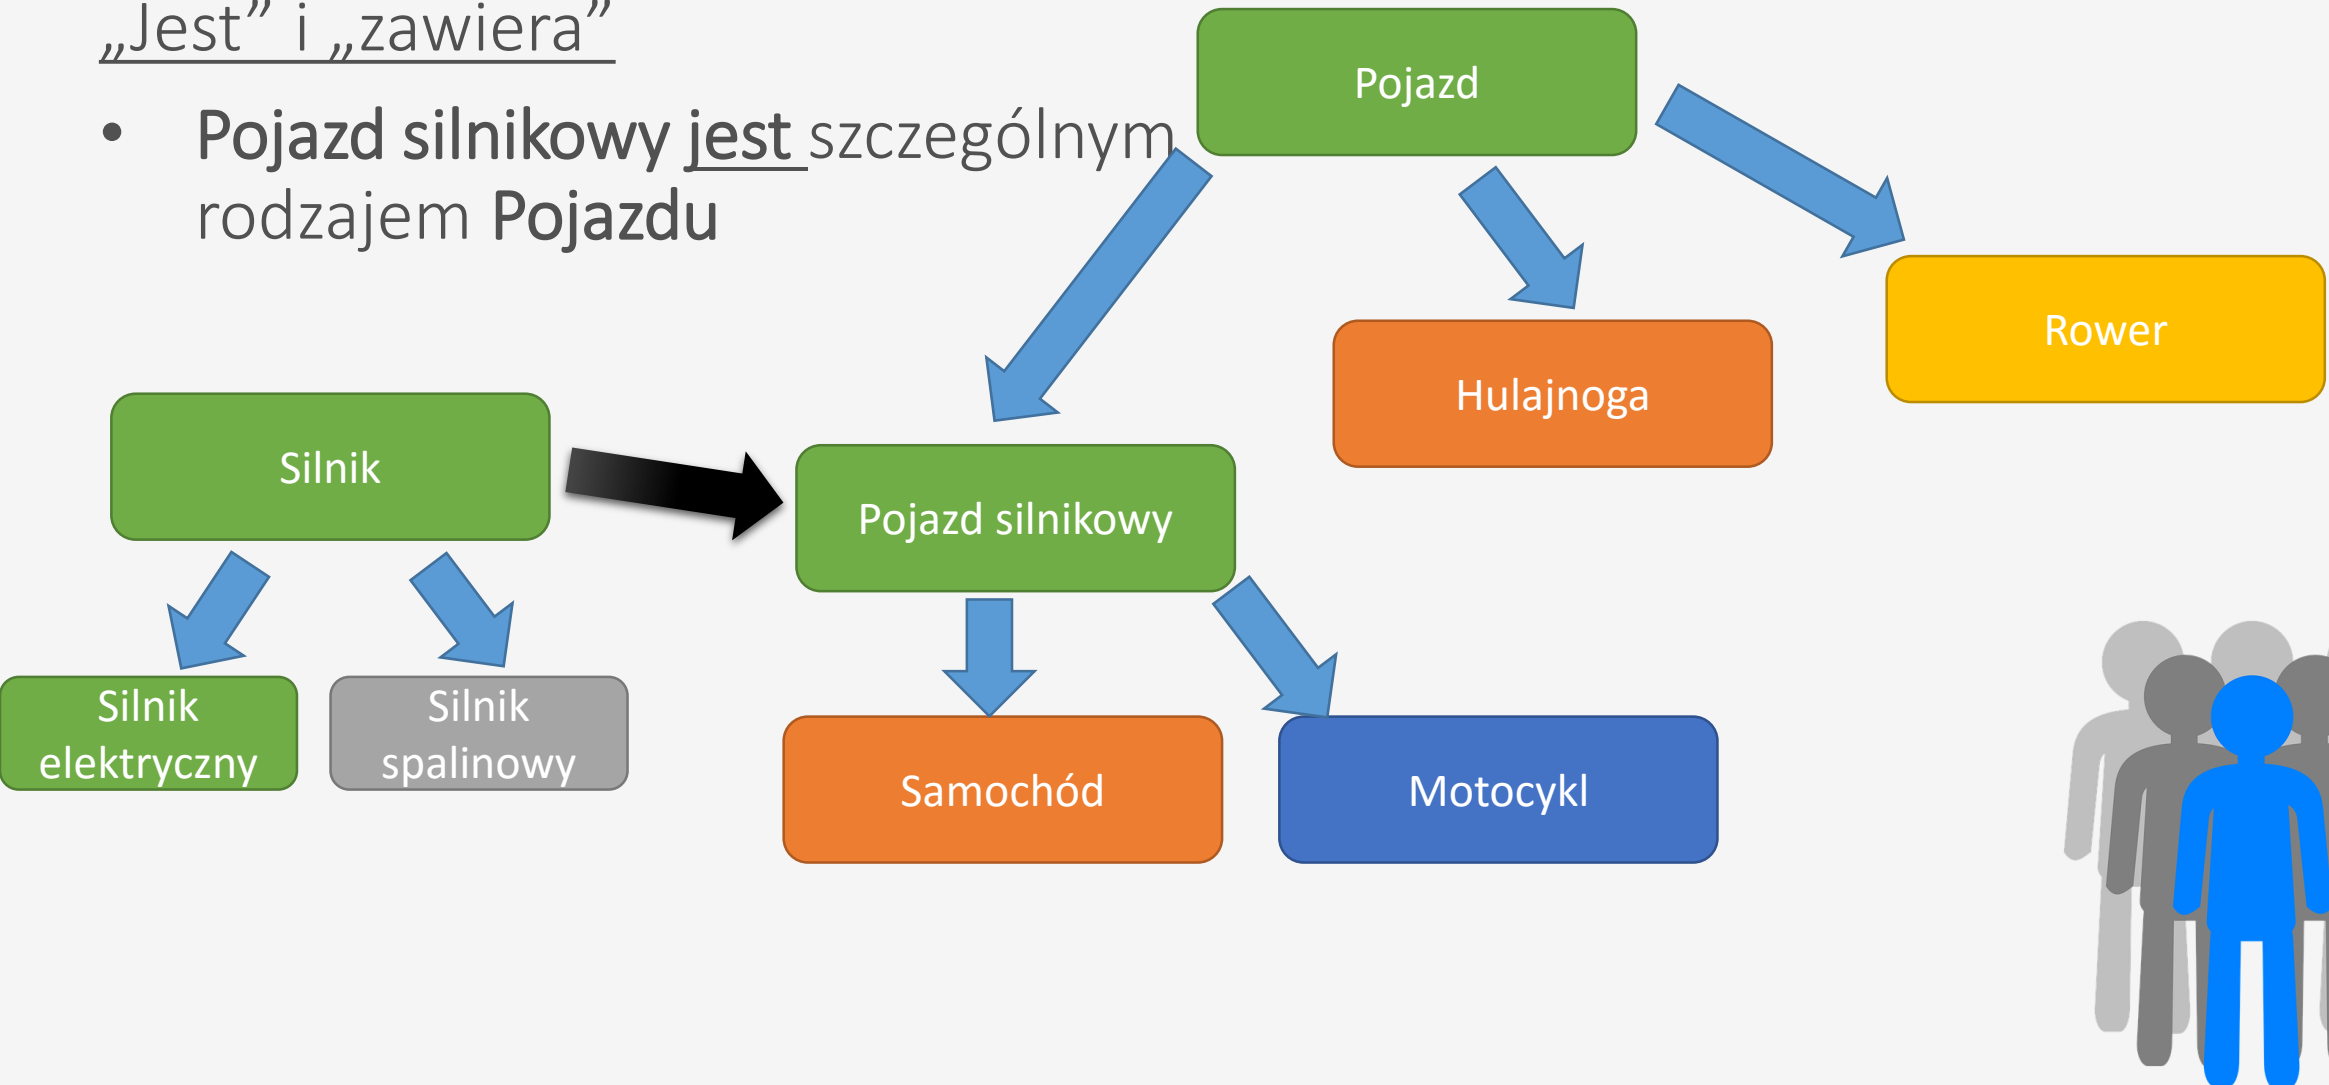 „Jest” i „zawiera”
• Pojazd silnikowy jest szczególnym
rodzajem Pojazdu
Pojazd
Rower
Hulajnoga
Silnik
Pojazd silnikowy
Silnik
elektryczny
Silnik
spalinowy
Samochód
Motocykl